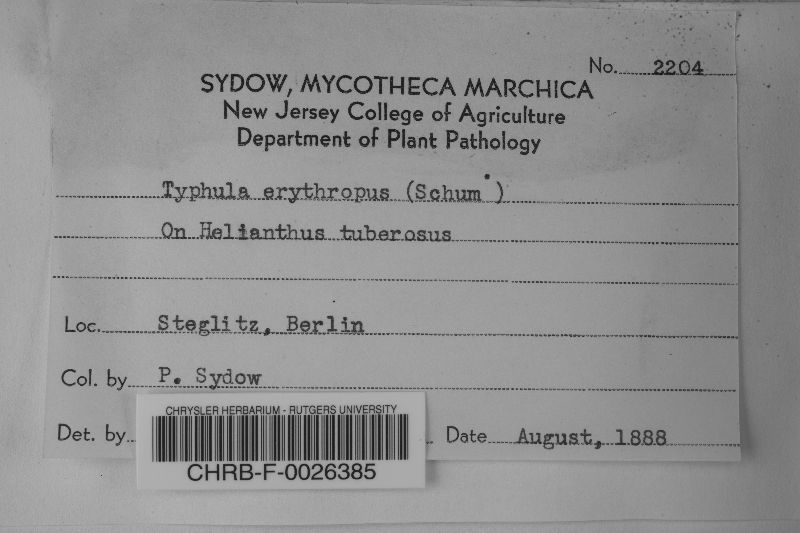 No. 2204
SYDOW, MYCOTHECA MARCHICA
New Jersey College of Agriculture
Department of Plant Pathology
Typhula erythropus (Schum.)
On Helianthus tuberosus
Loc. Steglitz, Berlin
Col. by P. Sydow
Det. by Date August, 1888
CHRYSLER HERBARIUM - RUTGERS UNIVERSITY
CHRB-F-0026385